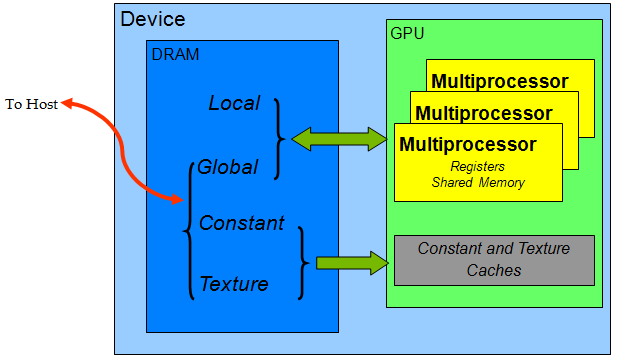 Device
DRAM
GPU
To Host
Local
Global
Constant
Texture
Multiprocessor
Multiprocessor
Multiprocessor
Registers
Shared Memory
Constant and Texture
Caches